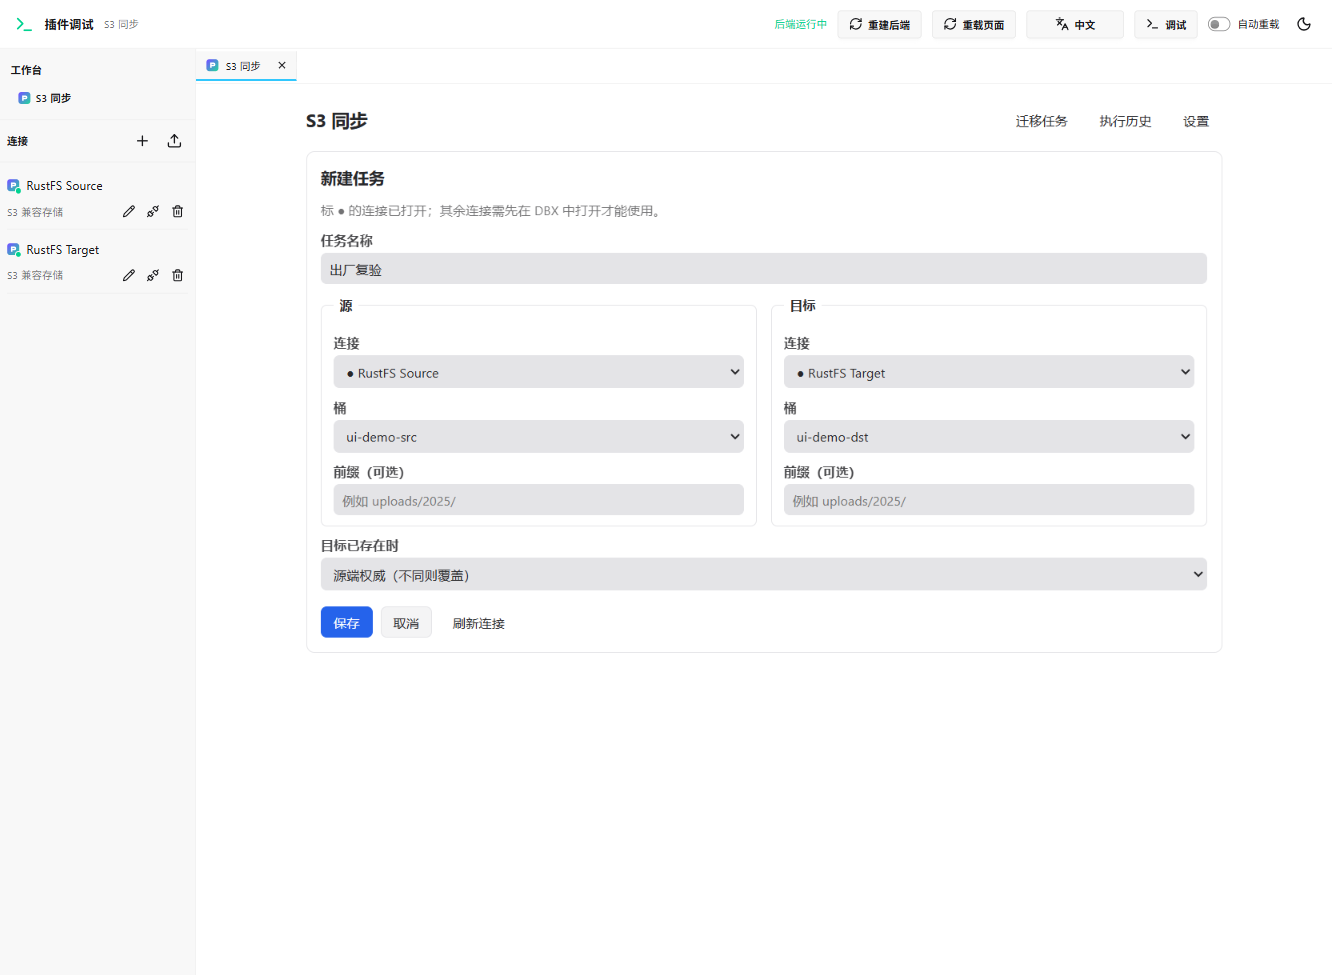 插件调试 S3 同步 后端运行中 重建后端 重载页面 中文 调试 自动重载
工作台
S3 同步
连接
RustFS Source
S3 兼容存储
RustFS Target
S3 兼容存储
S3 同步
S3 同步 迁移任务 执行历史 设置
新建任务
标 ● 的连接已打开；其余连接需先在 DBX 中打开才能使用。
任务名称
出厂复验
源
连接
● RustFS Source
桶
ui-demo-src
前缀（可选）
例如 uploads/2025/
目标
连接
● RustFS Target
桶
ui-demo-dst
前缀（可选）
例如 uploads/2025/
目标已存在时
源端权威（不同则覆盖）
保存 取消 刷新连接